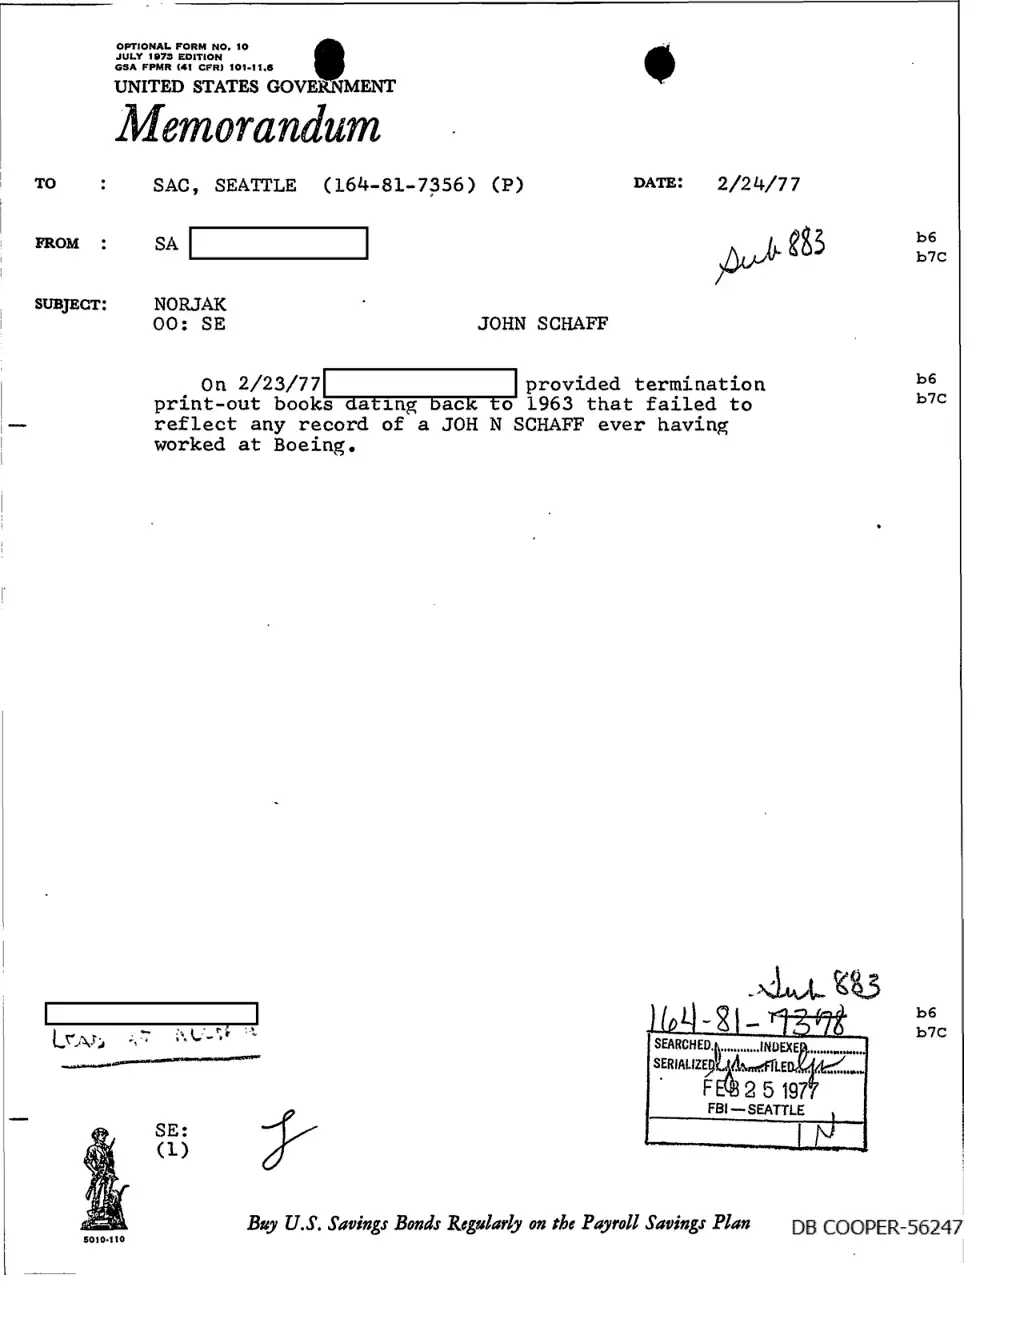 OPTIONAL FORM NO. 10
JULY 1973 EDITION
GSA FPMR (41 CFR) 101-11.6
UNITED STATES GOVERNMENT
Memorandum
TO : SAC, SEATTLE (164-81-7356) (P) DATE: 2/24/77
FROM : SA b6
b7C
Sub 883
SUBJECT: NORJAK
OO: SE JOHN SCHAFF
On 2/23/77 provided termination b6
print-out books dating back to 1963 that failed to b7C
reflect any record of a JOH N SCHAFF ever having
worked at Boeing.
Sub 883
164-81-7398 b6
b7C
LEAD AT
SEARCHED INDEXED
SERIALIZED FILED
FEB 25 1977
FBI — SEATTLE
SE:
(1)
Buy U.S. Savings Bonds Regularly on the Payroll Savings Plan
DB COOPER-56247
5010-110